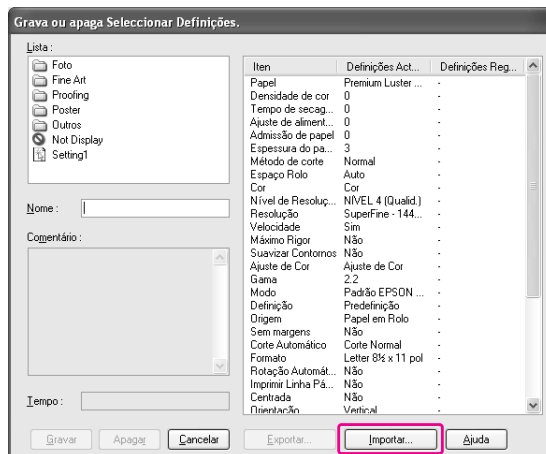 Grava ou apaga Seleccionar Definições.
Lista :
Foto
Fine Art
Proofing
Poster
Outros
Not Display
Setting1
Nome :
Comentário :
Tempo :
Iten Definições Act... Definições Reg...
Papel Premium Luster ... -
Densidade de cor 0 -
Tempo de secag... 0 -
Ajuste de aliment... 0 -
Admissão de papel 0 -
Espessura do pa... 3 -
Método de corte Normal -
Espaço Rolo Auto -
Cor Cor -
Nível de Resoluç... NÍVEL 4 (Qualid.) -
Resolução SuperFine - 144... -
Velocidade Sim -
Máximo Rigor Não -
Suavizar Contornos Não -
Ajuste de Cor Ajuste de Cor -
Gama 2.2 -
Modo Padrão EPSON ... -
Definição Predefinição -
Origem Papel em Rolo -
Sem margens Não -
Corte Automático Corte Normal -
Formato Letter 8½ x 11 pol -
Rotação Automát... Não -
Imprimir Linha Pá... Não -
Centrada Não -
Orientação Vertical
Gravar Apagar Cancelar Exportar... Importar... Ajuda